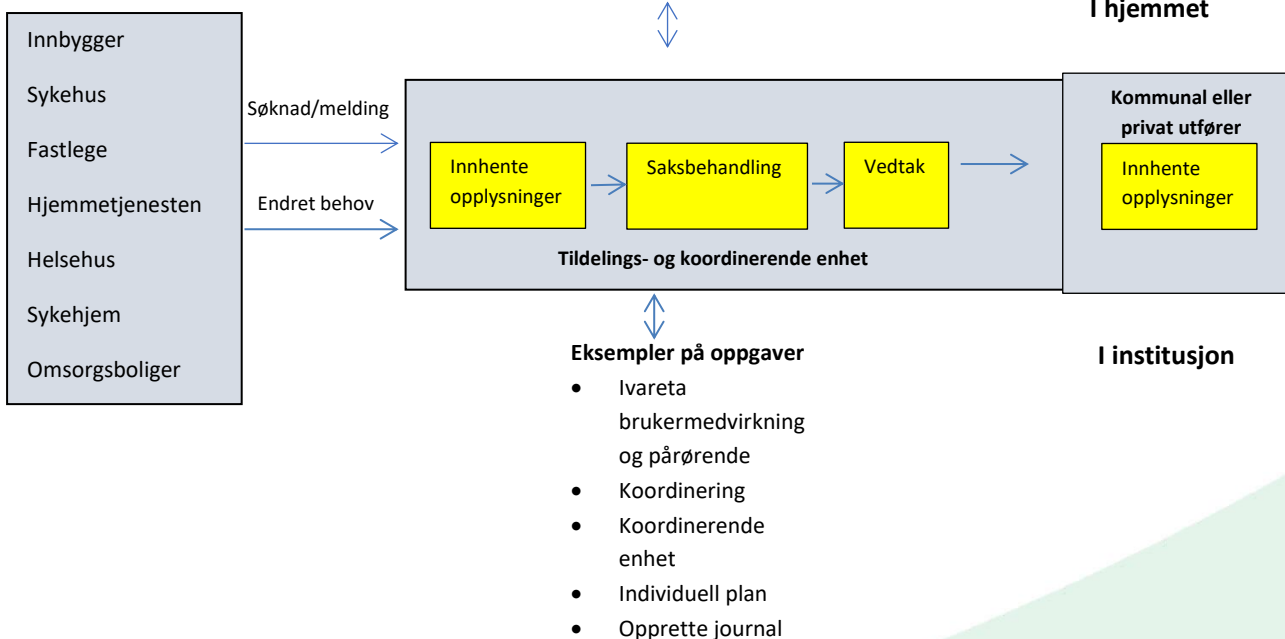 I hjemmet
Innbygger
Sykehus
Fastlege
Hjemmetjenesten
Helsehus
Sykehjem
Omsorgsboliger
Søknad/melding
Endret behov
Innhente
opplysninger
Saksbehandling
Vedtak
Tildelings- og koordinerende enhet
Kommunal eller
privat utfører
Innhente
opplysninger
I institusjon
Eksempler på oppgaver
• Ivareta
brukermedvirkning
og pårørende
• Koordinering
• Koordinerende
enhet
• Individuell plan
• Opprette journal